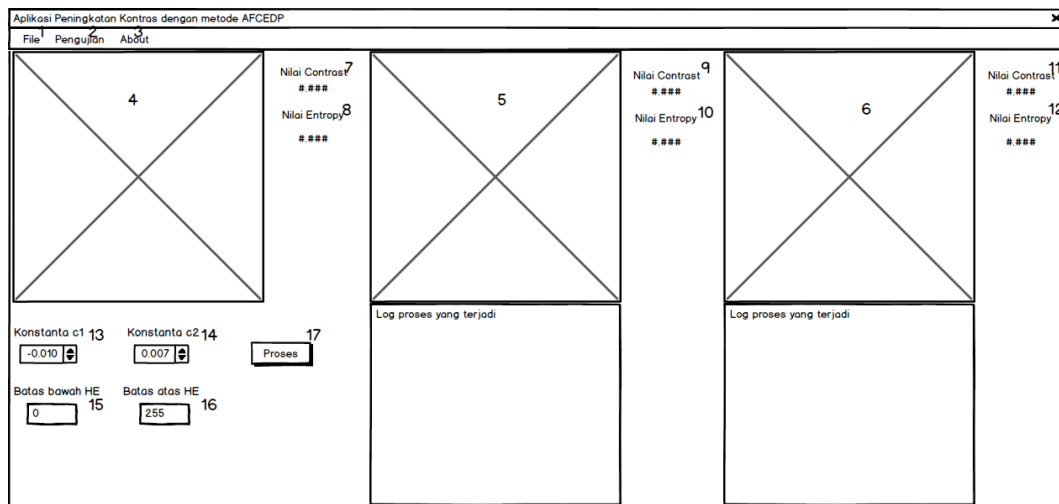 Aplikasi Peningkatan Kontras dengan metode AFCEDP ×
File 1 Pengujian 2 About 3
4
Nilai Contrast 7
#.###
Nilai Entropy 8
#.###
5
Nilai Contrast 9
#.###
Nilai Entropy 10
#.###
6
Nilai Contrast 11
#.###
Nilai Entropy 12
#.###
Konstanta c1 13
-0.010
Konstanta c2 14
0.007
17
Proses
Batas bawah HE 15
0
Batas atas HE 16
255
Log proses yang terjadi
Log proses yang terjadi